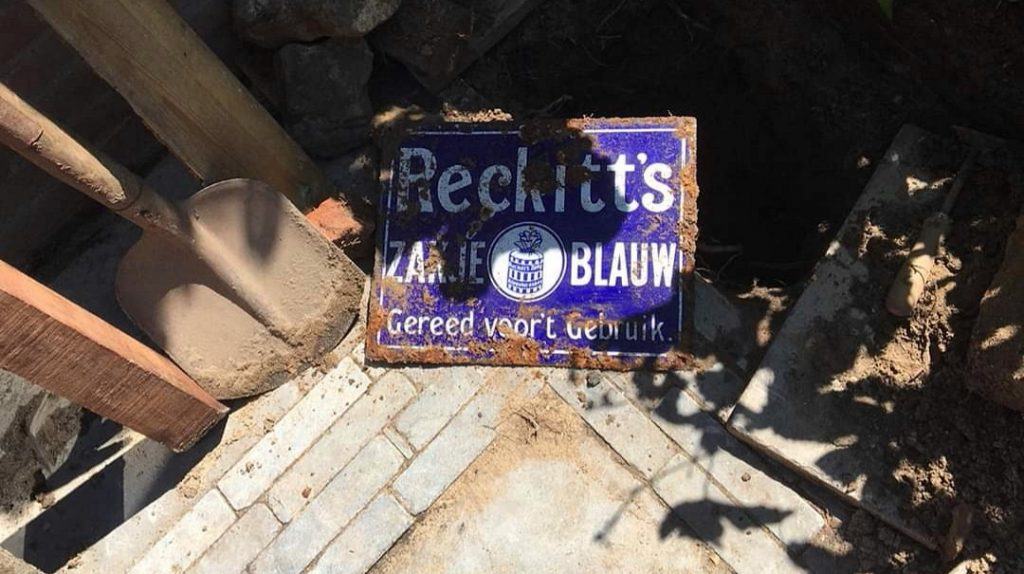 Reckitt's
ZAKJE BLAUW
Gereed voor't Gebruik.